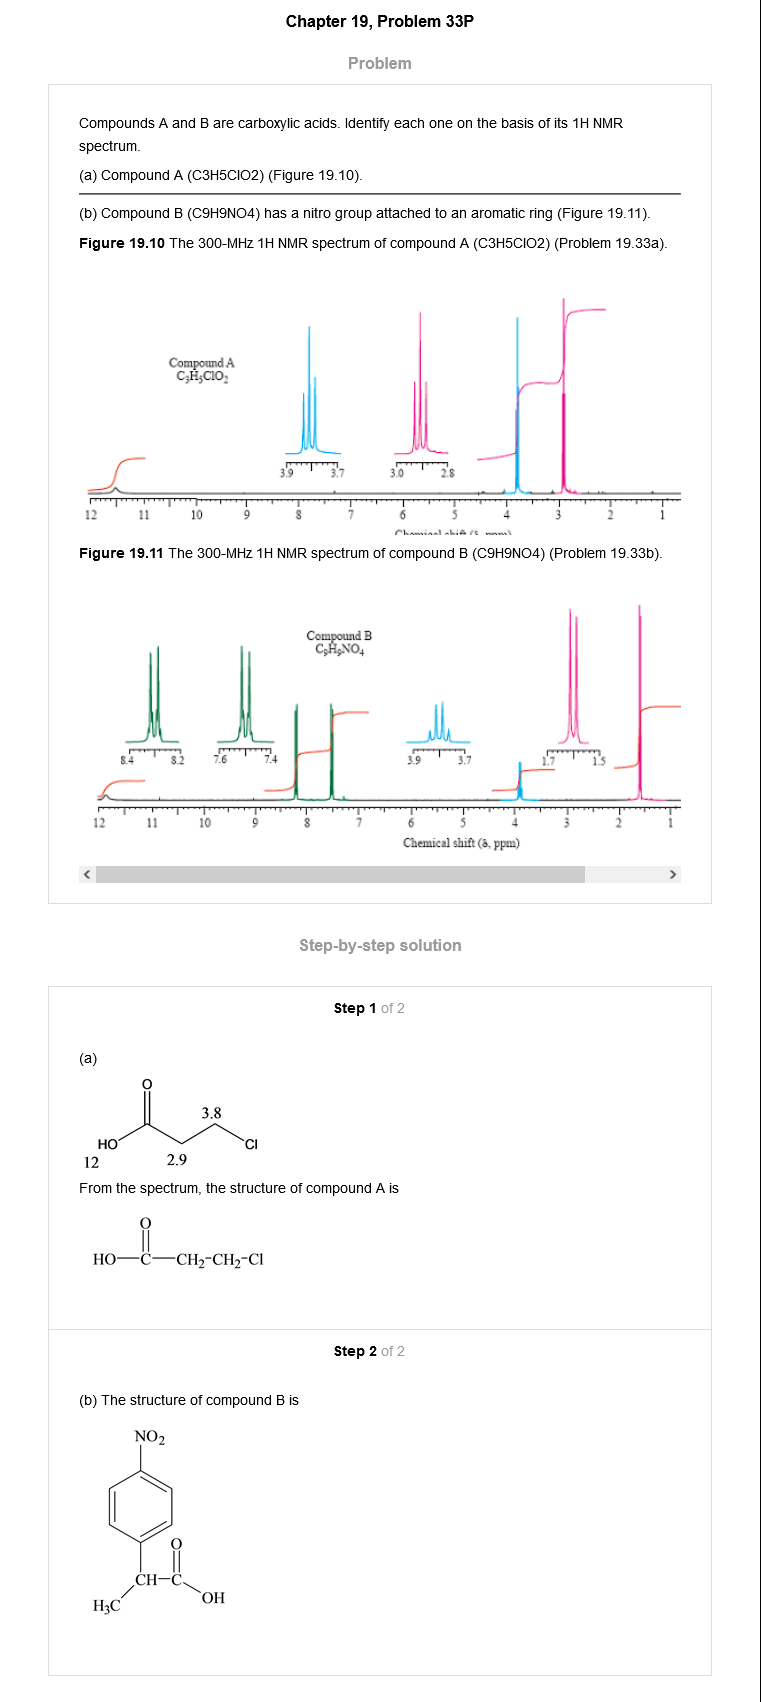 Chapter 19, Problem 33P
Problem
Compounds A and B are carboxylic acids. Identify each one on the basis of its 1H NMR
spectrum.
(a) Compound A (C3H5ClO2) (Figure 19.10).
(b) Compound B (C9H9NO4) has a nitro group attached to an aromatic ring (Figure 19.11).
Figure 19.10 The 300-MHz 1H NMR spectrum of compound A (C3H5ClO2) (Problem 19.33a).
Compound A
C₃H₅ClO₂
3.9 3.7 3.0 2.8
12 11 10 9 8 7 6 5 4 3 2 1
Chemical shift (δ, ppm)
Figure 19.11 The 300-MHz 1H NMR spectrum of compound B (C9H9NO4) (Problem 19.33b).
Compound B
C₉H₉NO₄
8.4 8.2 7.6 7.4 3.9 3.7 1.7 1.5
12 11 10 9 8 7 6 5 4 3 2 1
Chemical shift (δ, ppm)
Step-by-step solution
Step 1 of 2
(a)
O
3.8
HO Cl
12 2.9
From the spectrum, the structure of compound A is
O
HO—C—CH₂-CH₂-Cl
Step 2 of 2
(b) The structure of compound B is
NO₂
O
CH—C
OH
H₃C